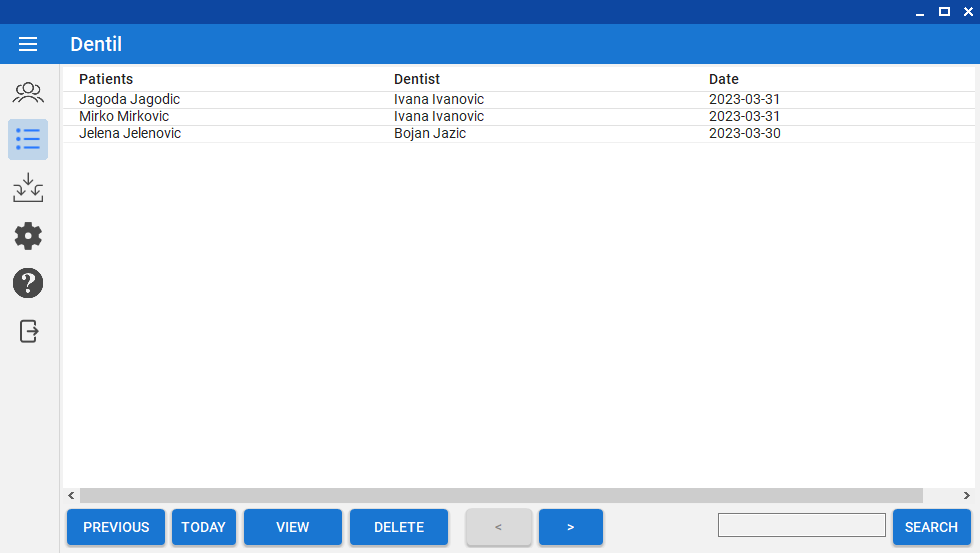 Dentil
Patients Dentist Date
Jagoda Jagodic Ivana Ivanovic 2023-03-31
Mirko Mirkovic Ivana Ivanovic 2023-03-31
Jelena Jelenovic Bojan Jazic 2023-03-30
PREVIOUS TODAY VIEW DELETE < > SEARCH